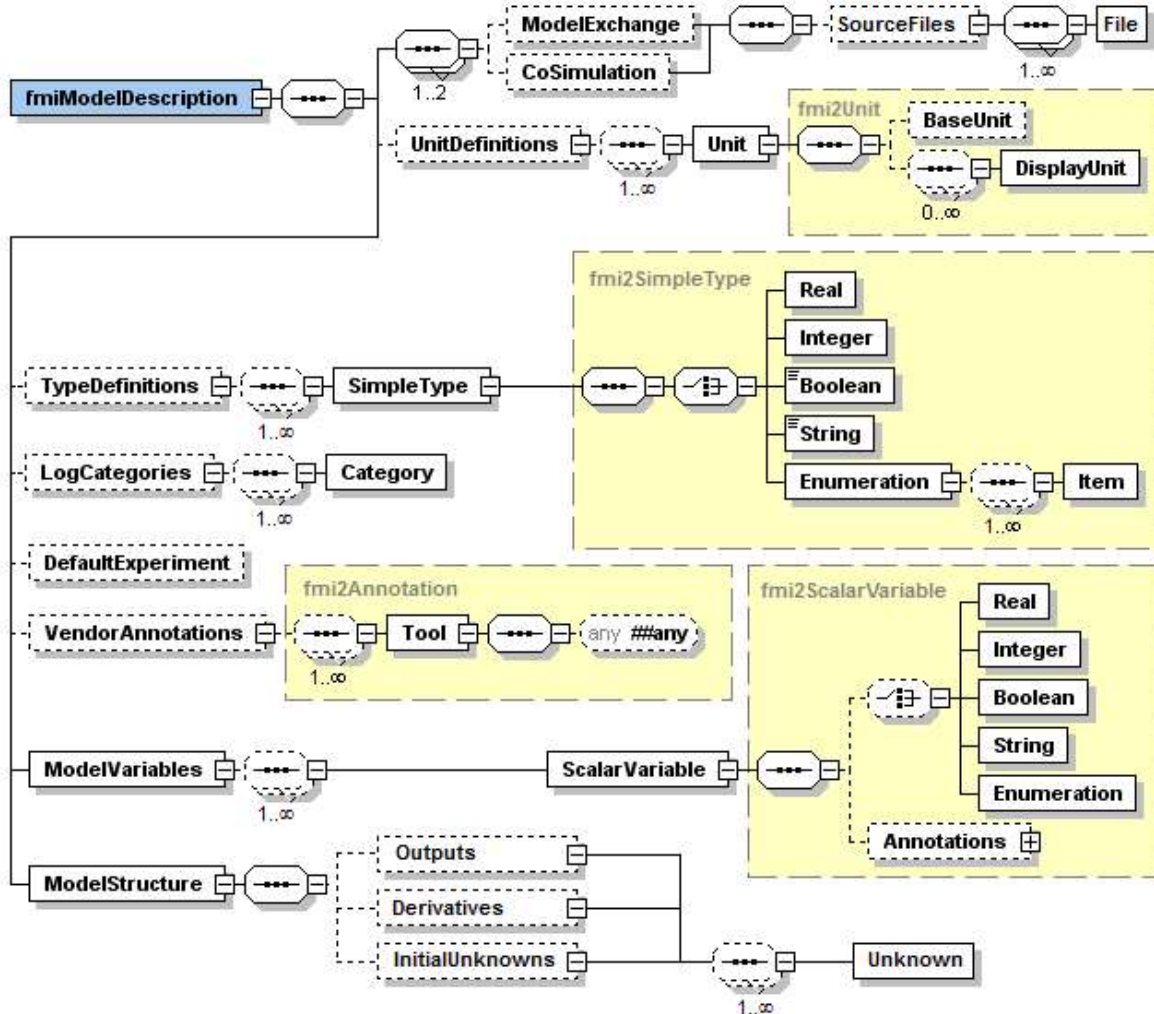 ModelExchange
SourceFiles
File
CoSimulation
1..2
1..∞
fmiModelDescription
fmi2Unit
BaseUnit
UnitDefinitions
Unit
1..∞
DisplayUnit
0..∞
fmi2SimpleType
Real
Integer
TypeDefinitions
SimpleType
1..∞
Boolean
String
LogCategories
Category
1..∞
Enumeration
Item
1..∞
DefaultExperiment
fmi2Annotation
VendorAnnotations
Tool
any ##any
1..∞
fmi2ScalarVariable
Real
Integer
Boolean
String
Enumeration
ModelVariables
1..∞
ScalarVariable
Annotations
ModelStructure
Outputs
Derivatives
InitialUnknowns
1..∞
Unknown